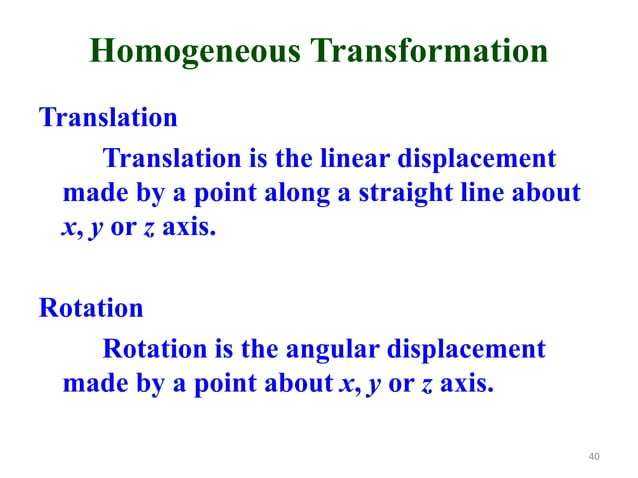 Homogeneous Transformation
Translation
Translation is the linear displacement
made by a point along a straight line about
x, y or z axis.
Rotation
Rotation is the angular displacement
made by a point about x, y or z axis.
40